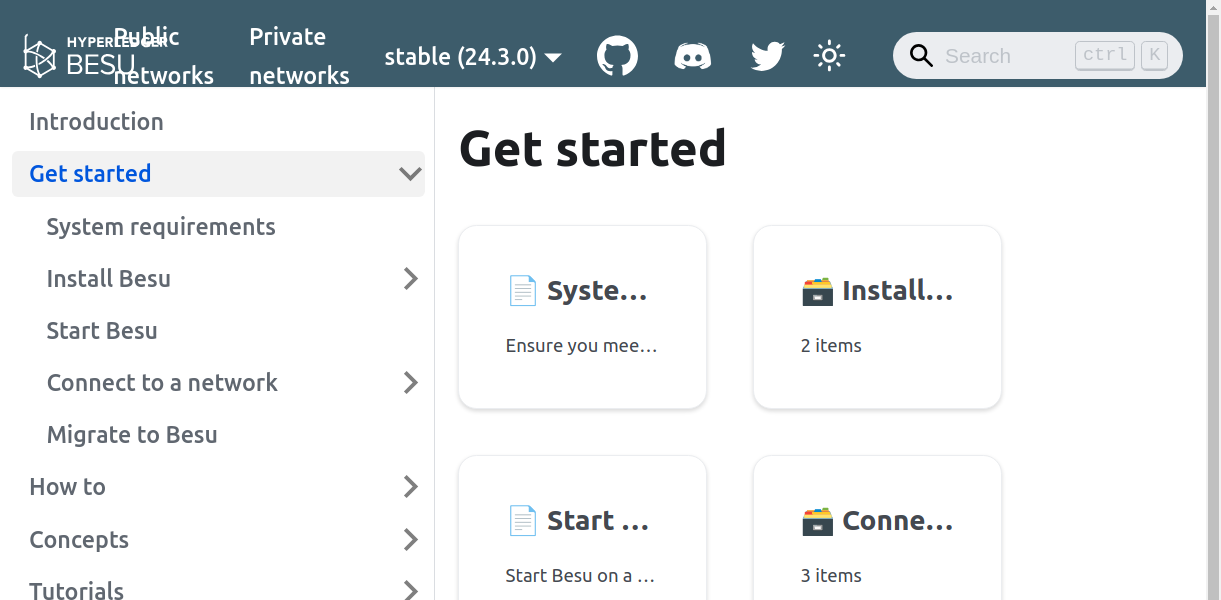 HYPERLEDGER
BESU
Public
networks
Private
networks
stable (24.3.0)
Search
ctrl K
Introduction
Get started
System requirements
Install Besu
Start Besu
Connect to a network
Migrate to Besu
How to
Concepts
Tutorials
Get started
Syste…
Ensure you mee…
Install…
2 items
Start …
Start Besu on a …
Conne…
3 items